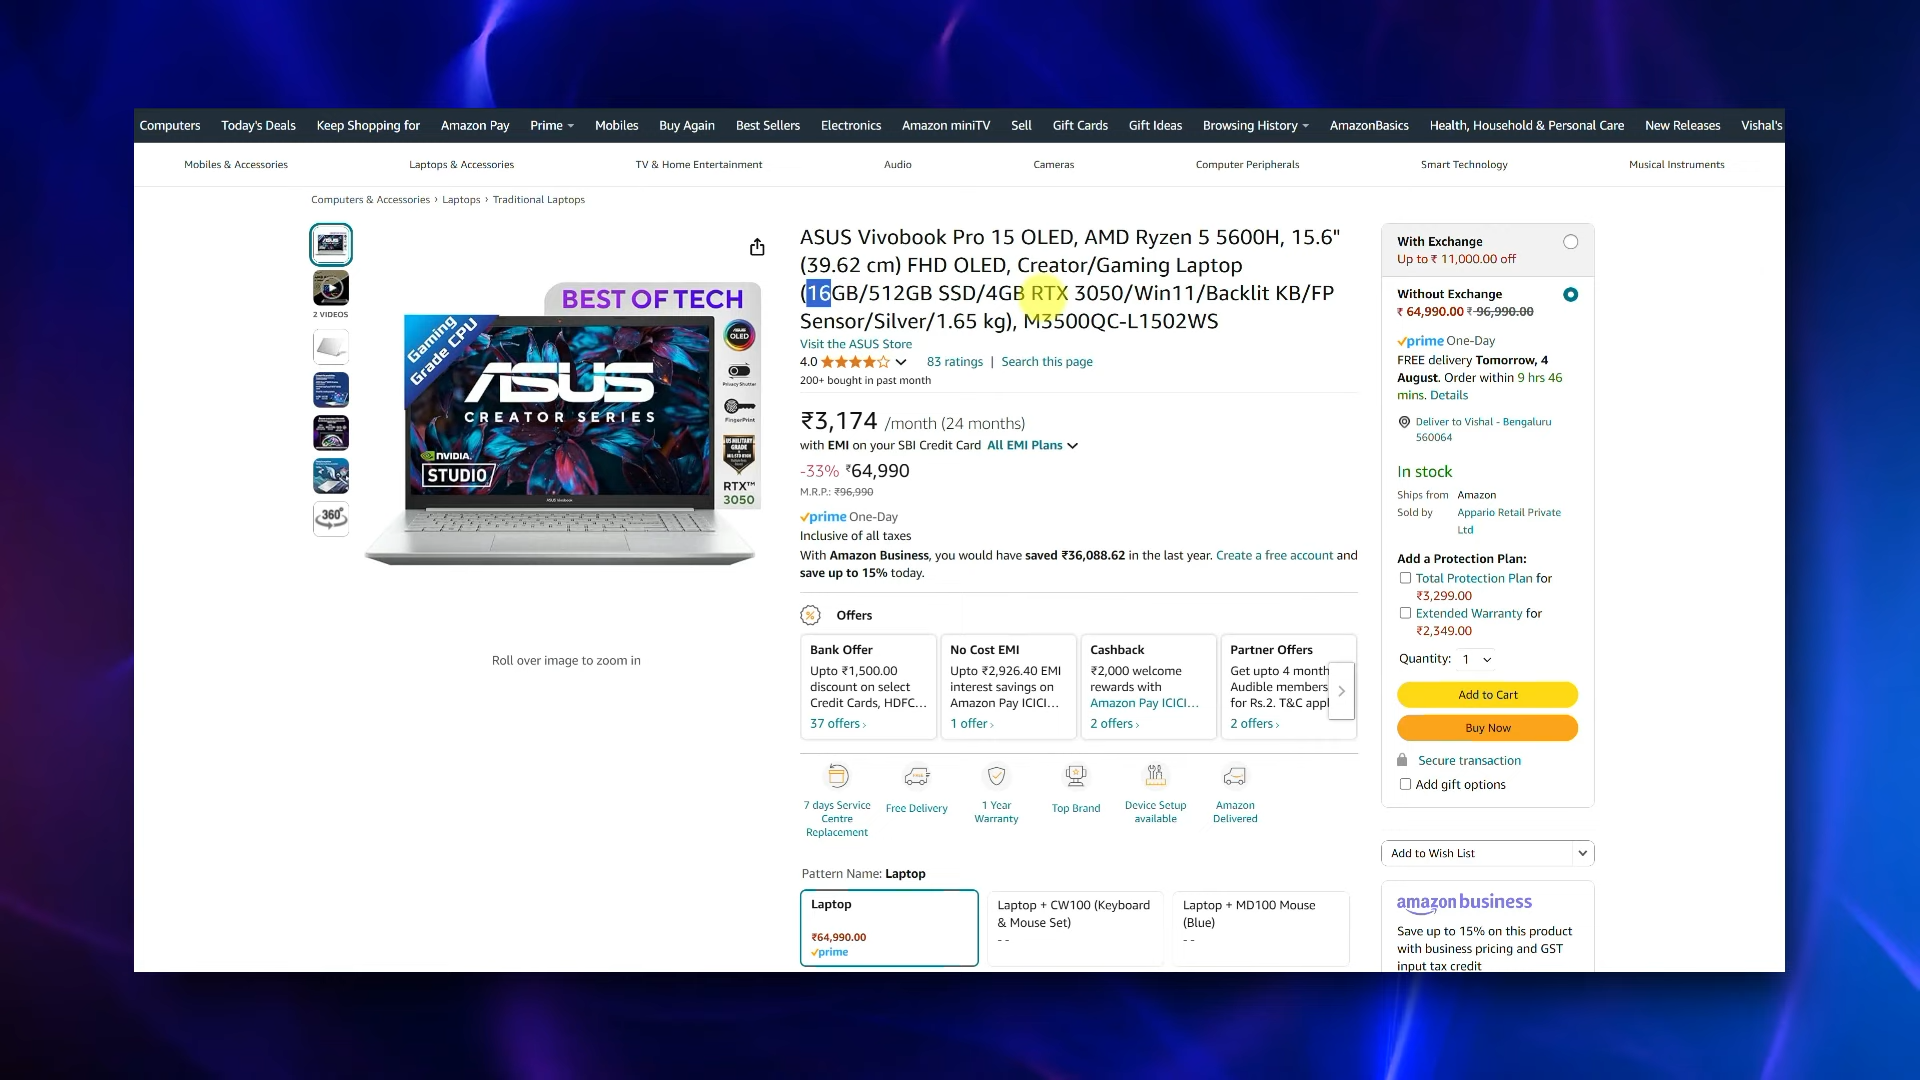 Computers Today's Deals Keep Shopping for Amazon Pay Prime Mobiles Buy Again Best Sellers Electronics Amazon miniTV Sell Gift Cards Gift Ideas Browsing History AmazonBasics Health, Household & Personal Care New Releases Vishal's
Mobiles & Accessories Laptops & Accessories TV & Home Entertainment Audio Cameras Computer Peripherals Smart Technology Musical Instruments
Computers & Accessories › Laptops › Traditional Laptops
2 VIDEOS
360°
BEST OF TECH
Gaming
Grade CPU
ASUS
CREATOR SERIES
NVIDIA.
STUDIO
ASUS Vivobook
ASUS
OLED
Privacy Shutter
FingerPrint
US MILITARY
GRADE
RTX™
3050
Roll over image to zoom in
ASUS Vivobook Pro 15 OLED, AMD Ryzen 5 5600H, 15.6"
(39.62 cm) FHD OLED, Creator/Gaming Laptop
(16GB/512GB SSD/4GB RTX 3050/Win11/Backlit KB/FP
Sensor/Silver/1.65 kg), M3500QC-L1502WS
Visit the ASUS Store
4.0 83 ratings | Search this page
200+ bought in past month
₹3,174 /month (24 months)
with EMI on your SBI Credit Card All EMI Plans
-33% ₹64,990
M.R.P.: ₹96,990
prime One-Day
Inclusive of all taxes
With Amazon Business, you would have saved ₹36,088.62 in the last year. Create a free account and
save up to 15% today.
Offers
Bank Offer
Upto ₹1,500.00
discount on select
Credit Cards, HDFC…
37 offers ›
No Cost EMI
Upto ₹2,926.40 EMI
interest savings on
Amazon Pay ICICI…
1 offer ›
Cashback
₹2,000 welcome
rewards with
Amazon Pay ICICI…
2 offers ›
Partner Offers
Get upto 4 month
Audible members
for Rs.2. T&C appl
2 offers ›
7 days Service
Centre
Replacement
Free Delivery
1 Year
Warranty
Top Brand
Device Setup
available
Amazon
Delivered
Pattern Name: Laptop
Laptop
₹64,990.00
prime
Laptop + CW100 (Keyboard
& Mouse Set)
- -
Laptop + MD100 Mouse
(Blue)
- -
With Exchange
Up to ₹ 11,000.00 off
Without Exchange
₹ 64,990.00 ₹ 96,990.00
prime One-Day
FREE delivery Tomorrow, 4
August. Order within 9 hrs 46
mins. Details
Deliver to Vishal - Bengaluru
560064
In stock
Ships from Amazon
Sold by Appario Retail Private
Ltd
Add a Protection Plan:
Total Protection Plan for
₹3,299.00
Extended Warranty for
₹2,349.00
Quantity: 1
Add to Cart
Buy Now
Secure transaction
Add gift options
Add to Wish List
amazon business
Save up to 15% on this product
with business pricing and GST
input tax credit